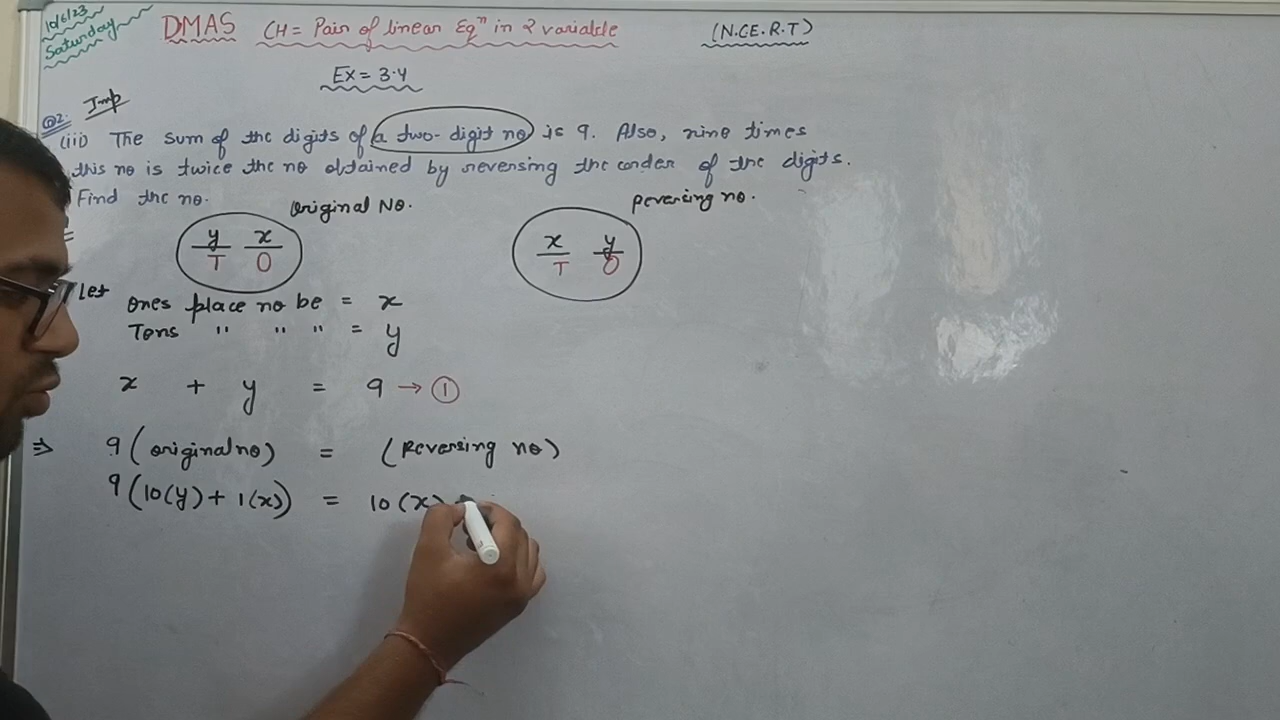 10/6/23
Saturday
DMAS CH = Pair of linear Eqⁿ in 2 variable (N.C.E.R.T)
Ex = 3.4
Imp
Q2.
(iii) The sum of the digits of a two-digit no is 9. Also, nine times
this no is twice the no obtained by reversing the order of the digits.
Find the no.
Original No. reversing no.
y x x y
T O T O
Let Ones place no be = x
Tens " " " = y
x + y = 9 → ①
⇒ 9 (original no) = (Reversing no)
9 (10(y) + 1(x)) = 10(x)